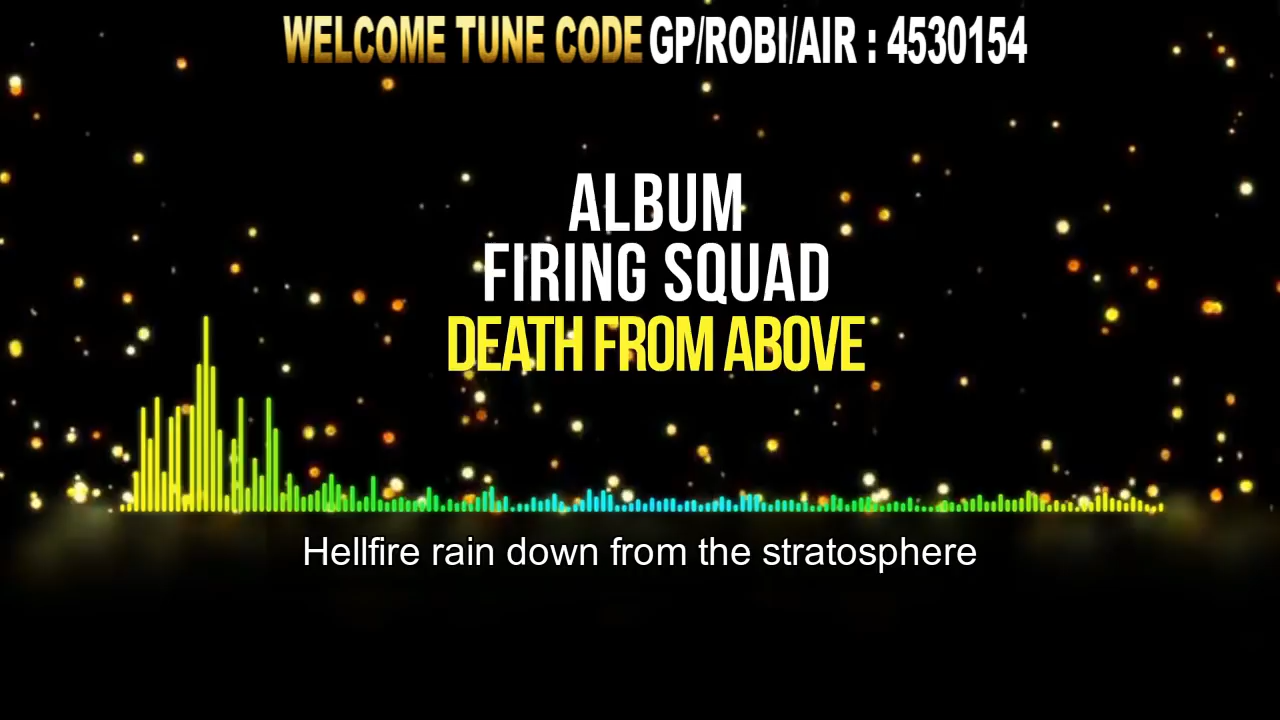 WELCOME TUNE CODE GP/ROBI/AIR : 4530154
ALBUM
FIRING SQUAD
DEATH FROM ABOVE
Hellfire rain down from the stratosphere